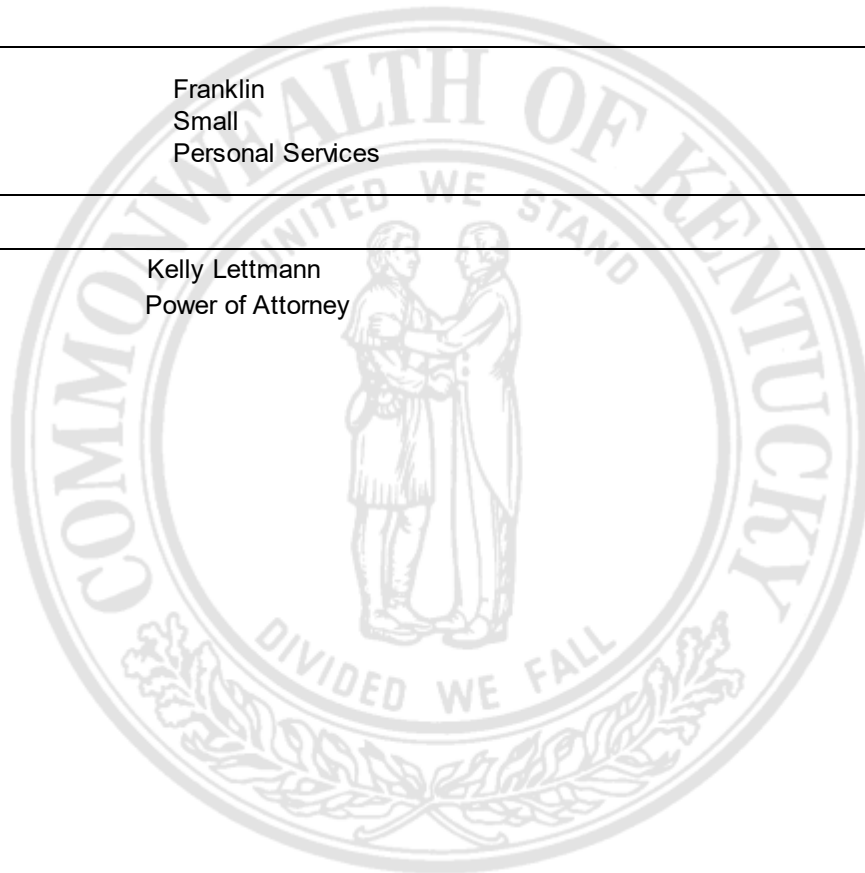 Franklin
Small
Personal Services
COMMONWEALTH OF KENTUCKY
UNITED WE STAND
Kelly Lettmann
Power of Attorney
DIVIDED WE FALL